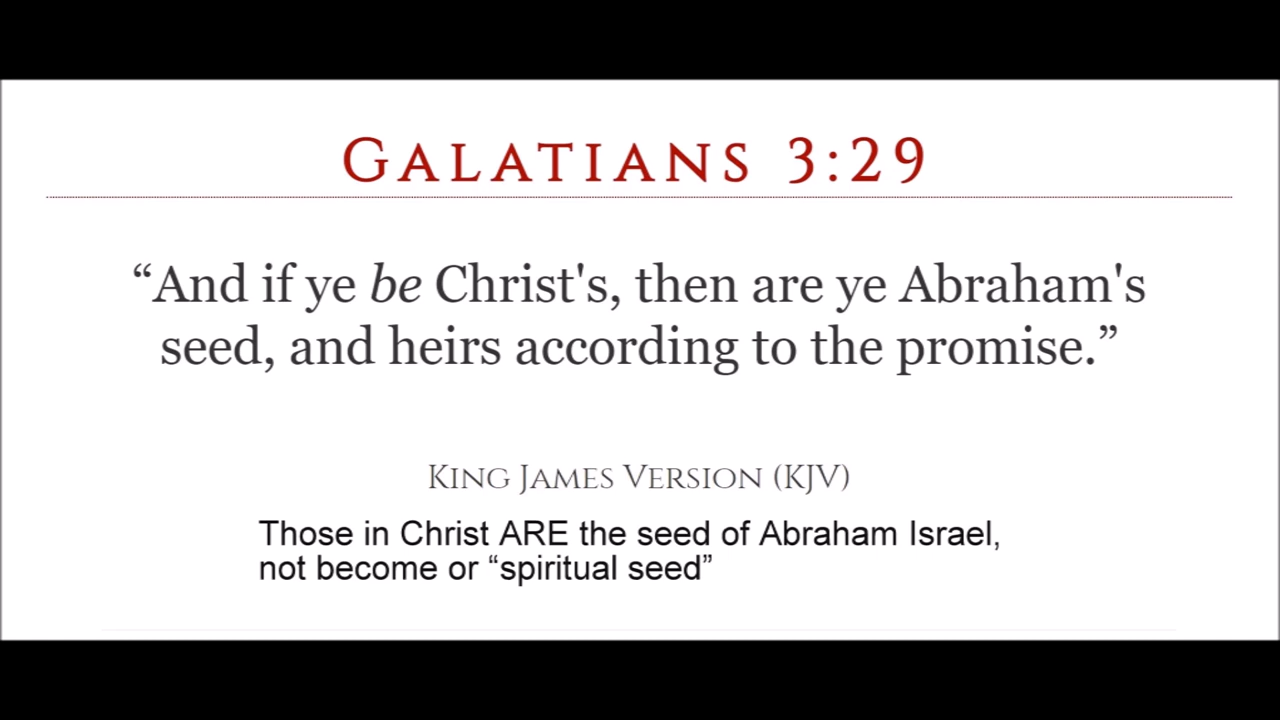 GALATIANS 3:29
“And if ye be Christ's, then are ye Abraham's
seed, and heirs according to the promise.”
KING JAMES VERSION (KJV)
Those in Christ ARE the seed of Abraham Israel,
not become or “spiritual seed”